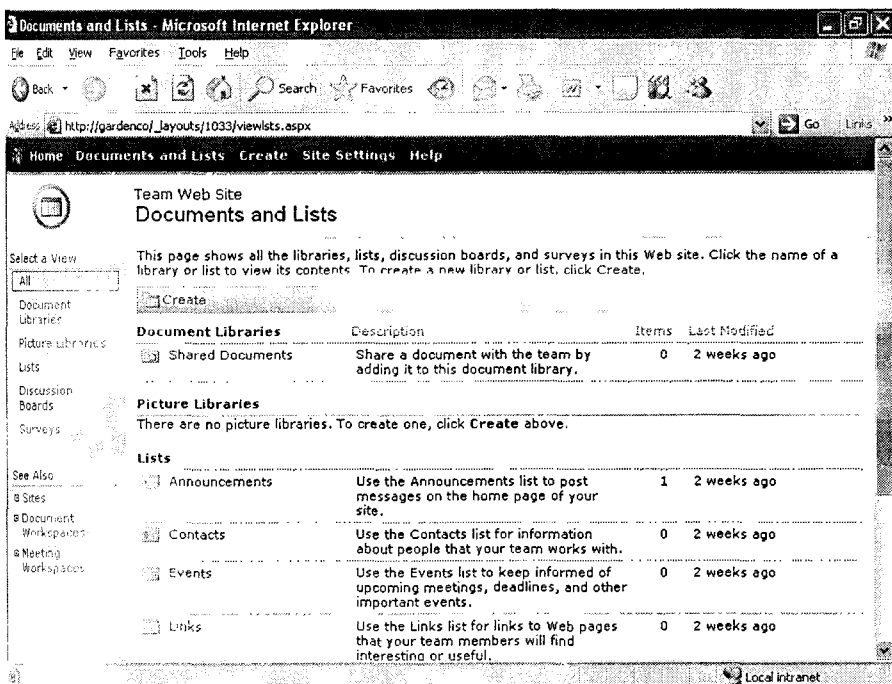 Documents and Lists - Microsoft Internet Explorer
File Edit View Favorites Tools Help
Back Search Favorites
Address http://gardenco/_layouts/1033/viewlsts.aspx Go Links »
Home Documents and Lists Create Site Settings Help
Team Web Site
Documents and Lists
Select a View
All
Document
Libraries
Picture Libraries
Lists
Discussion
Boards
Surveys
See Also
Sites
Document
Workspaces
Meeting
Workspaces
This page shows all the libraries, lists, discussion boards, and surveys in this Web site. Click the name of a
library or list to view its contents. To create a new library or list, click Create.
Create
Document Libraries Description Items Last Modified
Shared Documents Share a document with the team by 0 2 weeks ago
adding it to this document library.
Picture Libraries
There are no picture libraries. To create one, click Create above.
Lists
Announcements Use the Announcements list to post 1 2 weeks ago
messages on the home page of your
site.
Contacts Use the Contacts list for information 0 2 weeks ago
about people that your team works with.
Events Use the Events list to keep informed of 0 2 weeks ago
upcoming meetings, deadlines, and other
important events.
Links Use the Links list for links to Web pages 0 2 weeks ago
that your team members will find
interesting or useful.
Local intranet